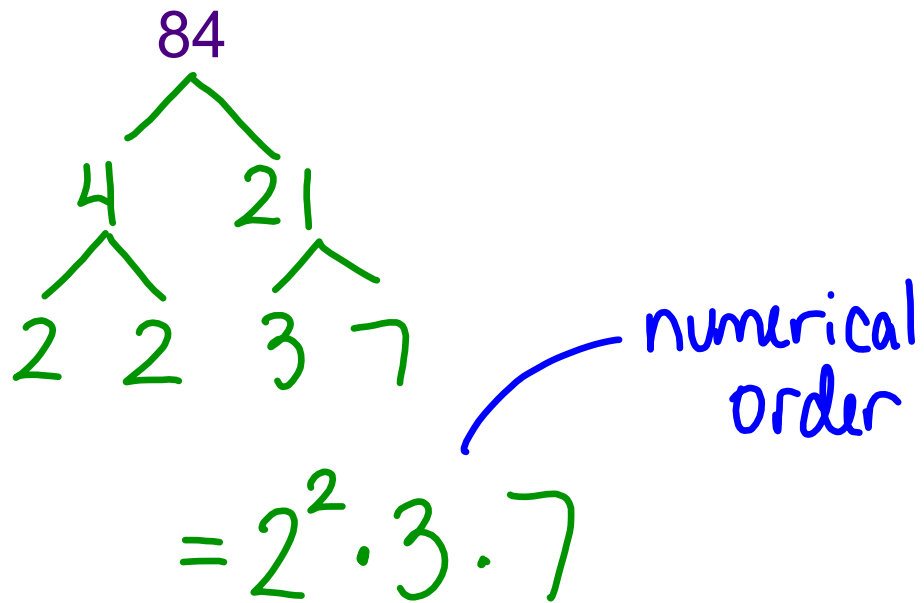 84
4 21
2 2 3 7
numerical
order
= 2² · 3 · 7